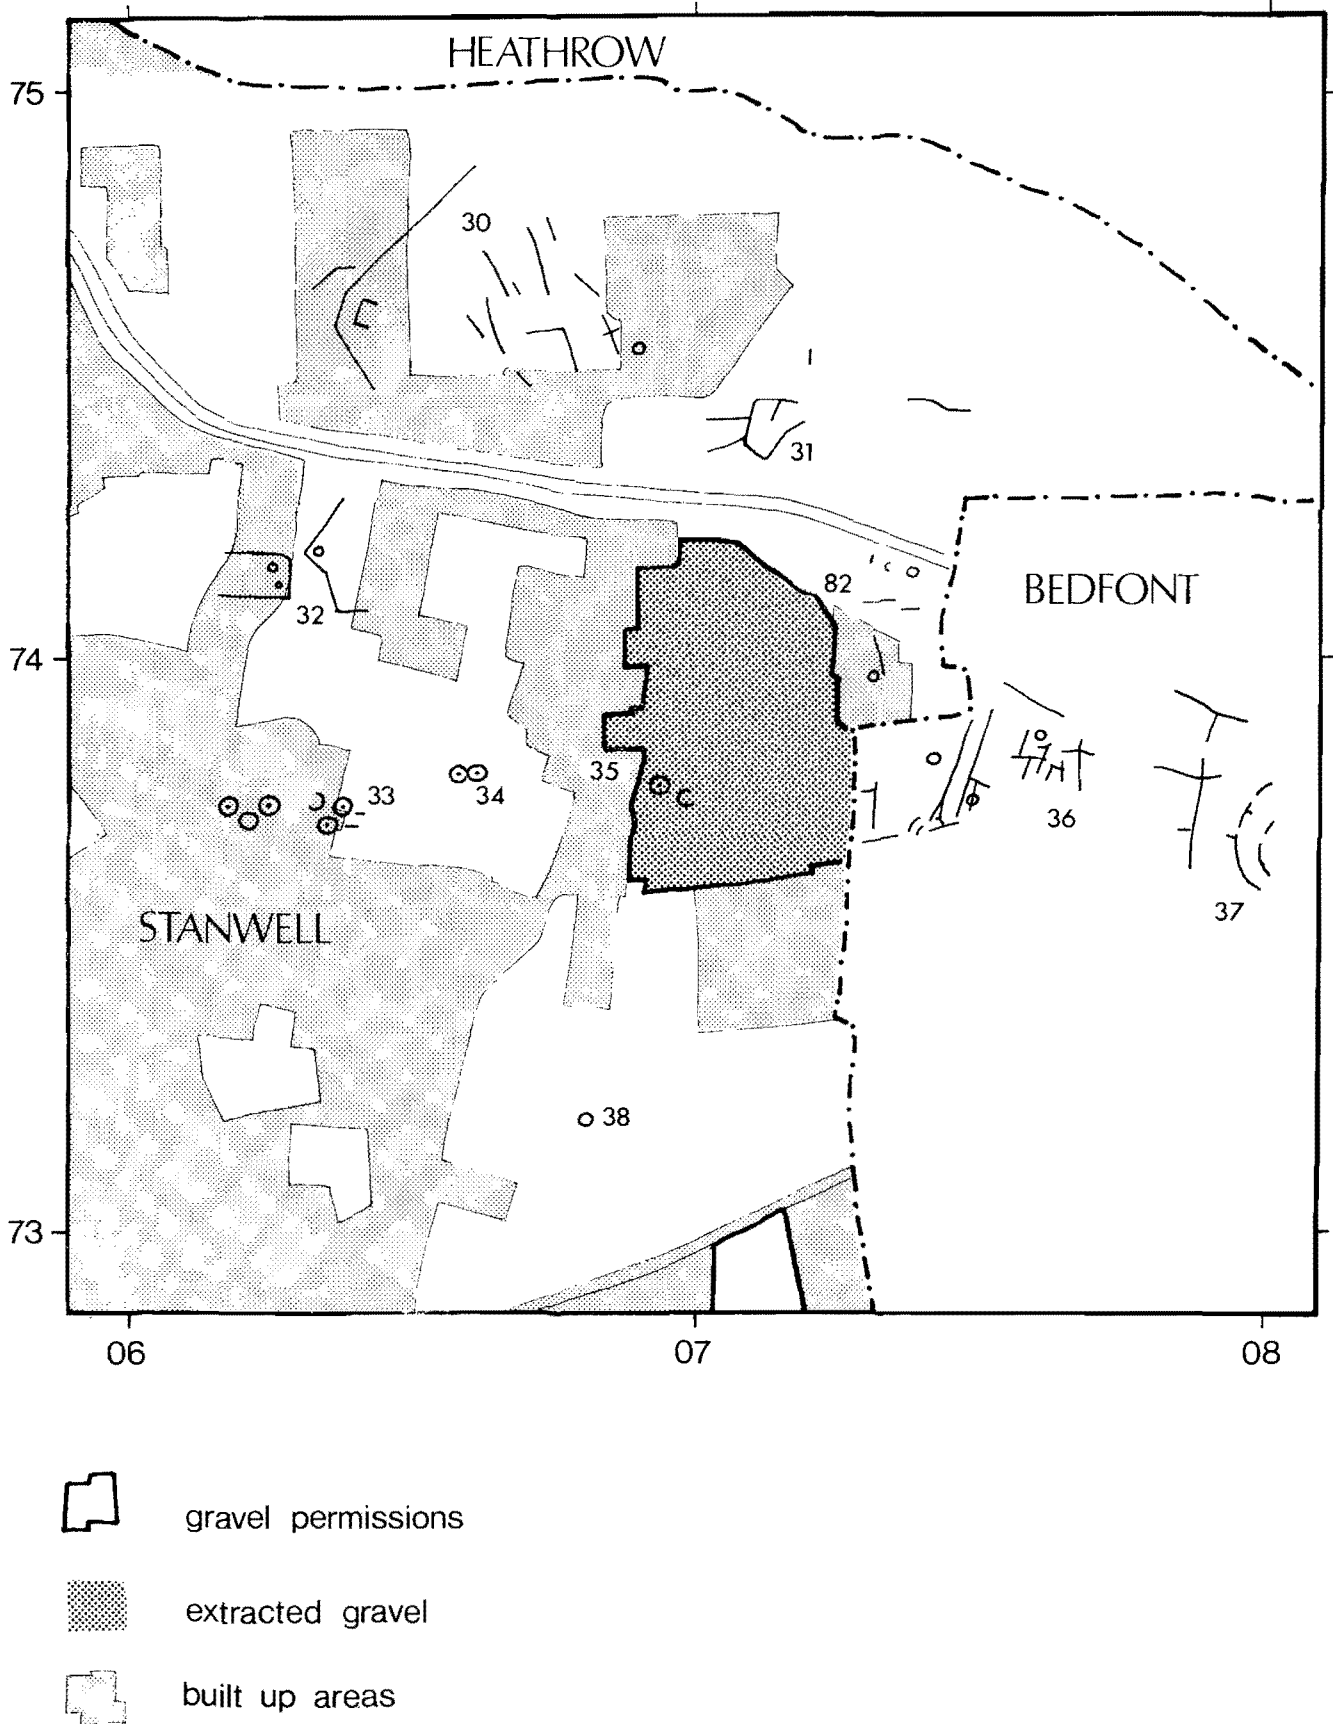 HEATHROW
75
30
31
82
BEDFONT
32
74
35
33
34
36
37
STANWELL
38
73
06
07
08
gravel permissions
extracted gravel
built up areas